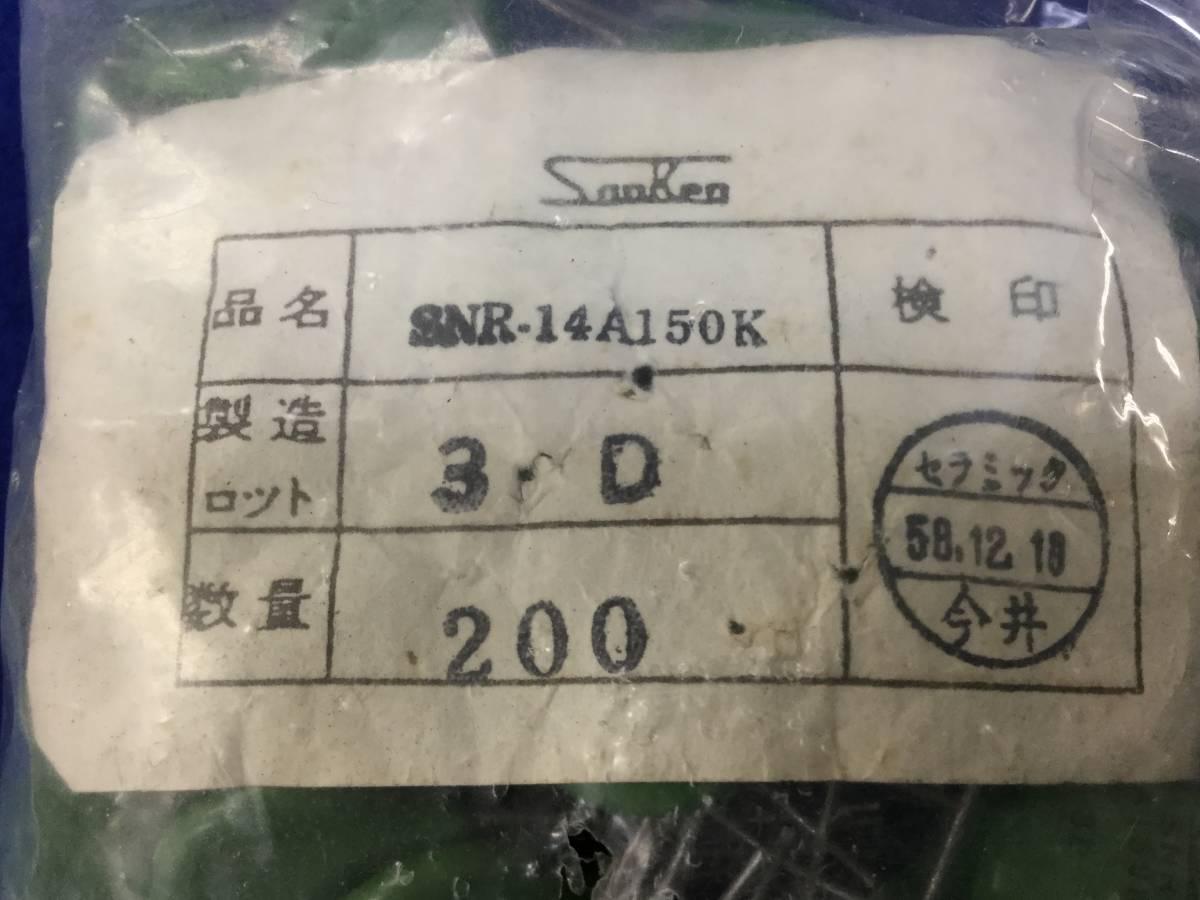 SanKen
品名 SNR-14A150K 検印
製造
ロット 3 D
数量 200
セラミック
58.12.18
今井